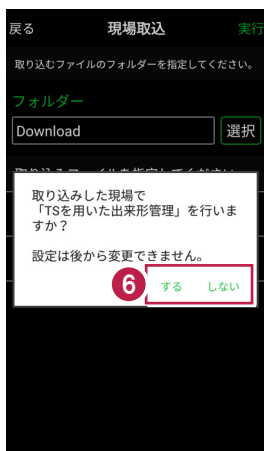 戻る 現場取込 実行
取り込むファイルのフォルダーを指定してください。
フォルダー
Download 選択
取り込みしした現場で
「TSを用いた出来形管理」を行いま
すか？
設定は後から変更できません。
6 する しない